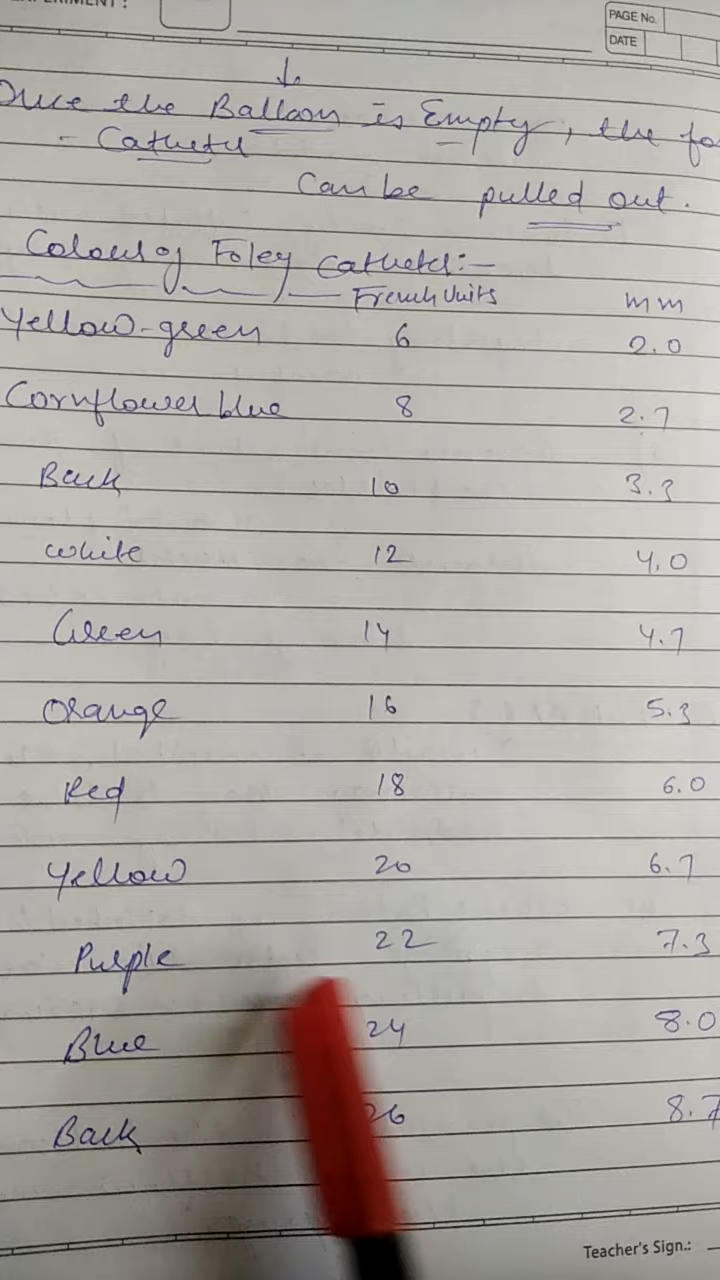 PAGE No.
DATE
Once the Balloon is Empty, the fo
- Catheter
Can be pulled out.
Colour of Foley Catheter:-
French Units mm
Yellow-green 6 2.0
Cornflower blue 8 2.7
Back 10 3.3
white 12 4.0
Green 14 4.7
Orange 16 5.3
Red 18 6.0
Yellow 20 6.7
Purple 22 7.3
Blue 24 8.0
Back 26 8.7
Teacher's Sign.: